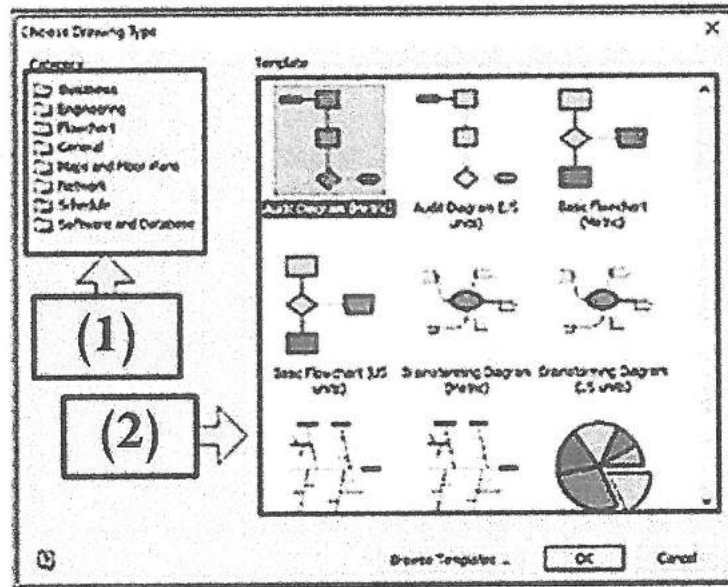 Choose Drawing Type
Category
Template
Business
Engineering
Flowchart
General
Maps and Floor Plans
Network
Schedule
Software and Database
Audit Diagram (Metric)
Audit Diagram (US
units)
Basic Flowchart
(Metric)
Basic Flowchart (US
units)
Brainstorming Diagram
(Metric)
Brainstorming Diagram
(US units)
(1)
(2)
Browse Templates...
OK
Cancel